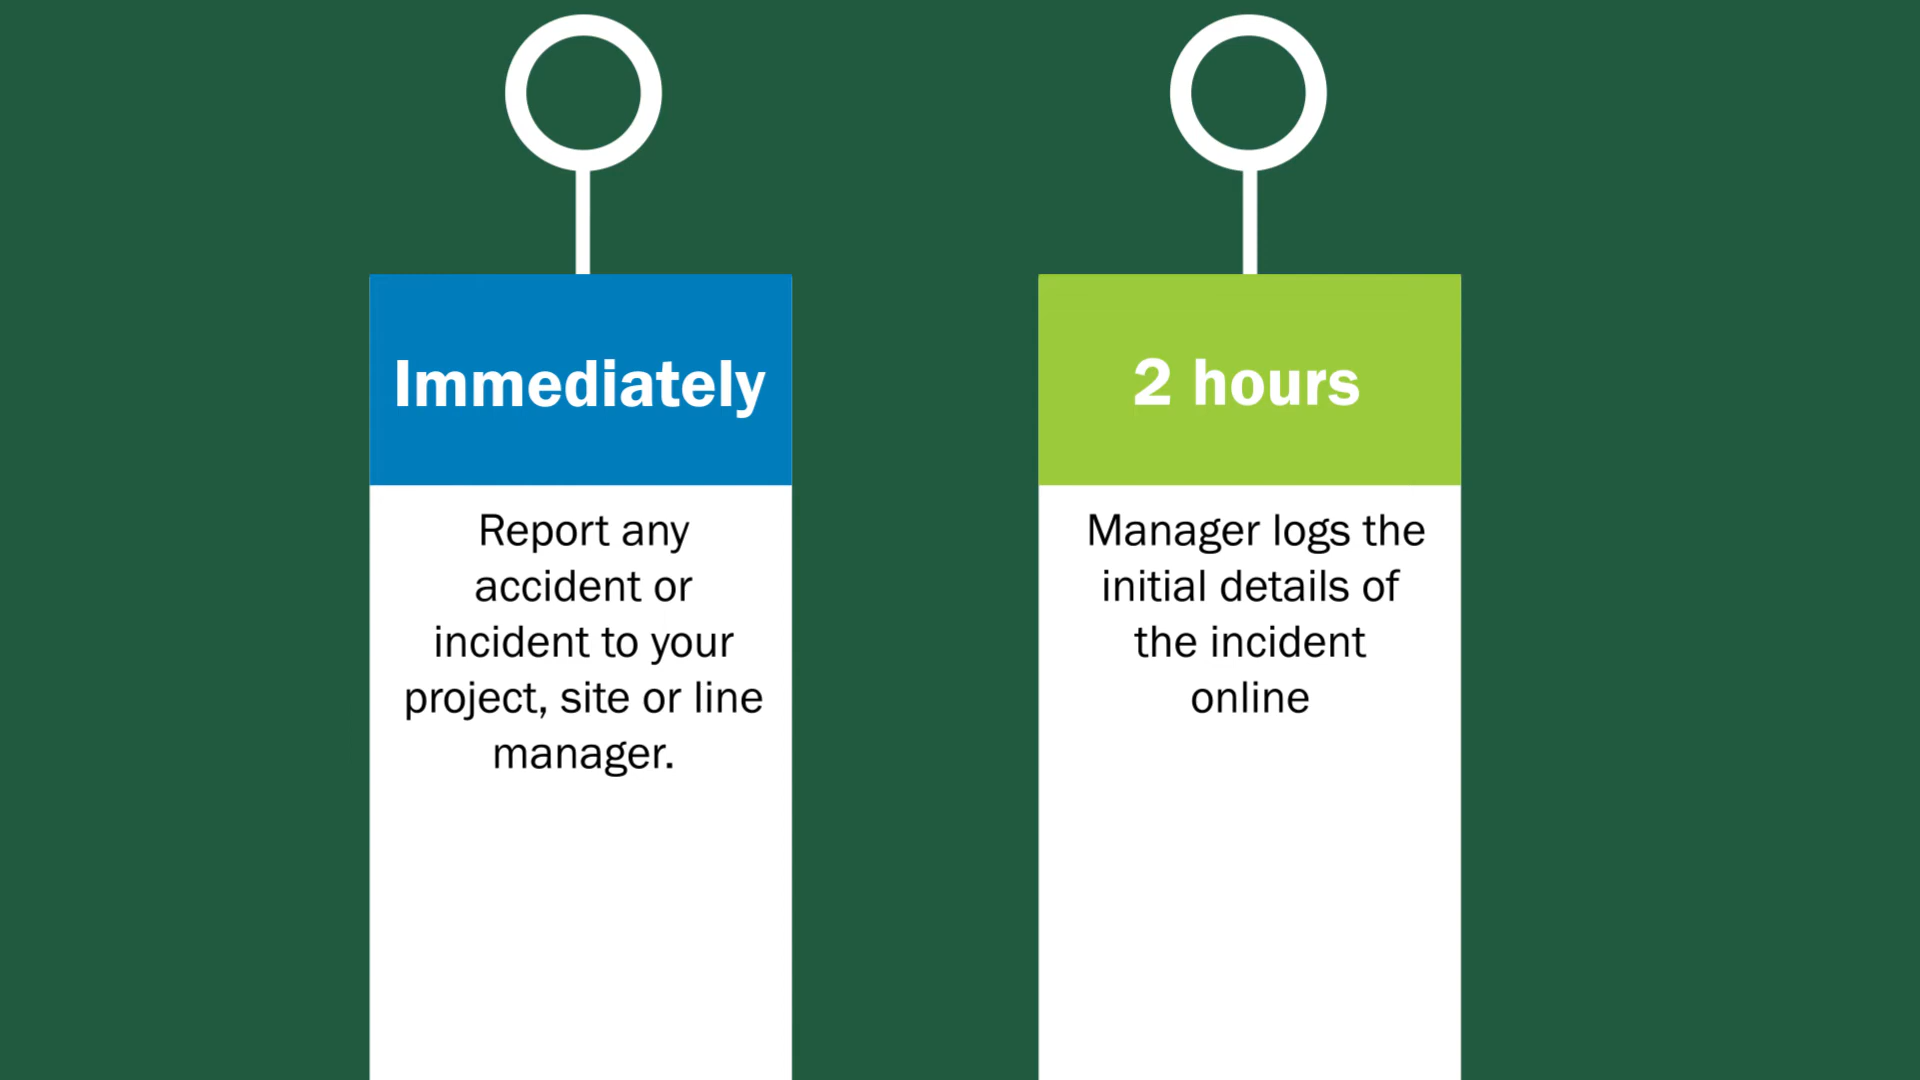 Immediately
Report any
accident or
incident to your
project, site or line
manager.
2 hours
Manager logs the
initial details of
the incident
online